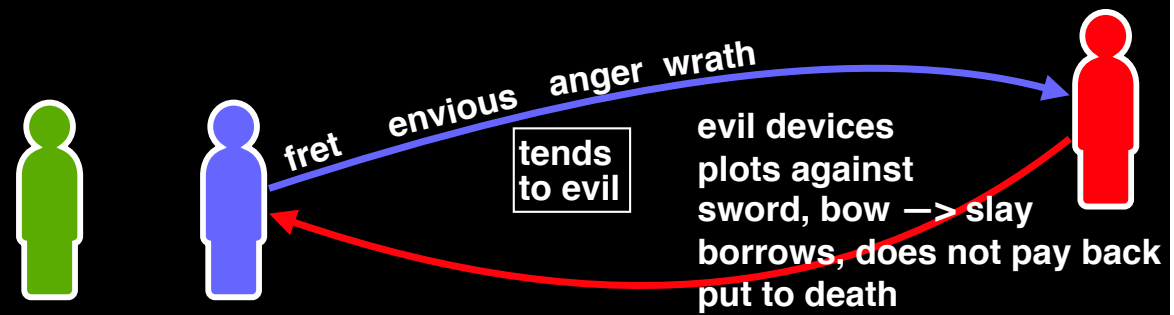 fret envious anger wrath
tends
to evil
evil devices
plots against
sword, bow —> slay
borrows, does not pay back
put to death